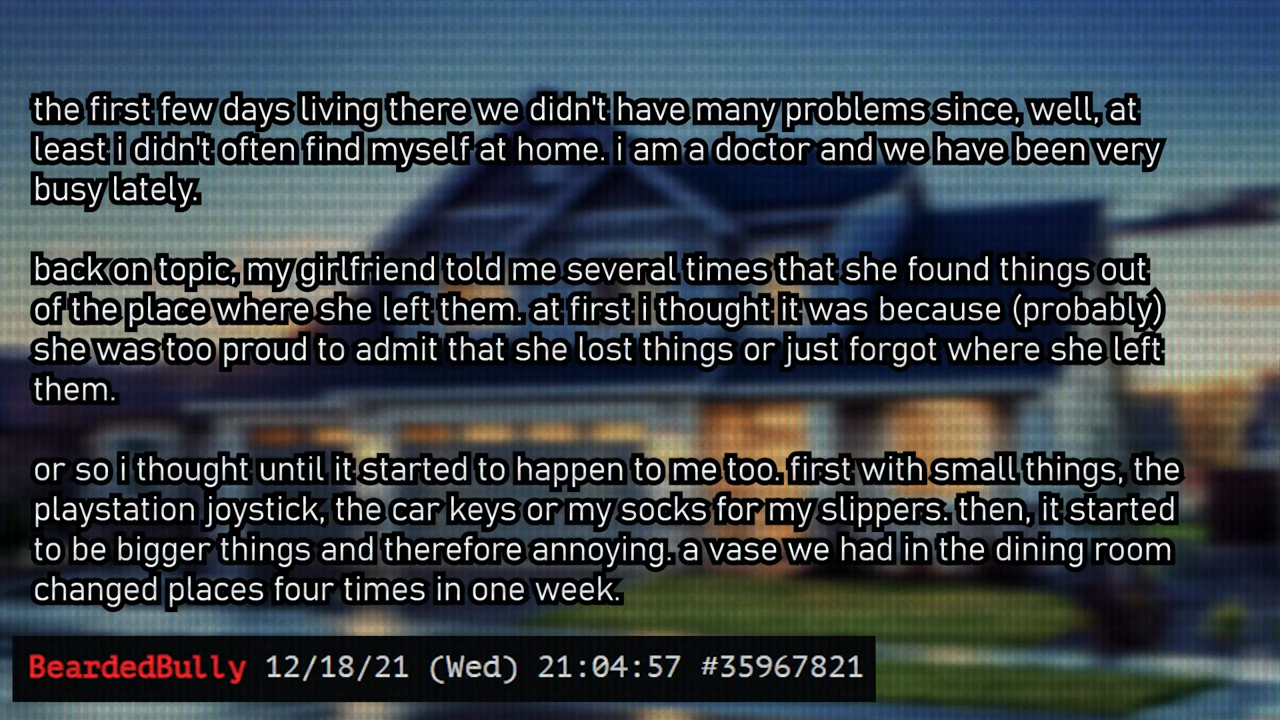 the first few days living there we didn't have many problems since, well, at
least i didn't often find myself at home. i am a doctor and we have been very
busy lately.
back on topic, my girlfriend told me several times that she found things out
of the place where she left them. at first i thought it was because (probably)
she was too proud to admit that she lost things or just forgot where she left
them.
or so i thought until it started to happen to me too. first with small things, the
playstation joystick, the car keys or my socks for my slippers. then, it started
to be bigger things and therefore annoying. a vase we had in the dining room
changed places four times in one week.
BeardedBully 12/18/21 (Wed) 21:04:57 #35967821